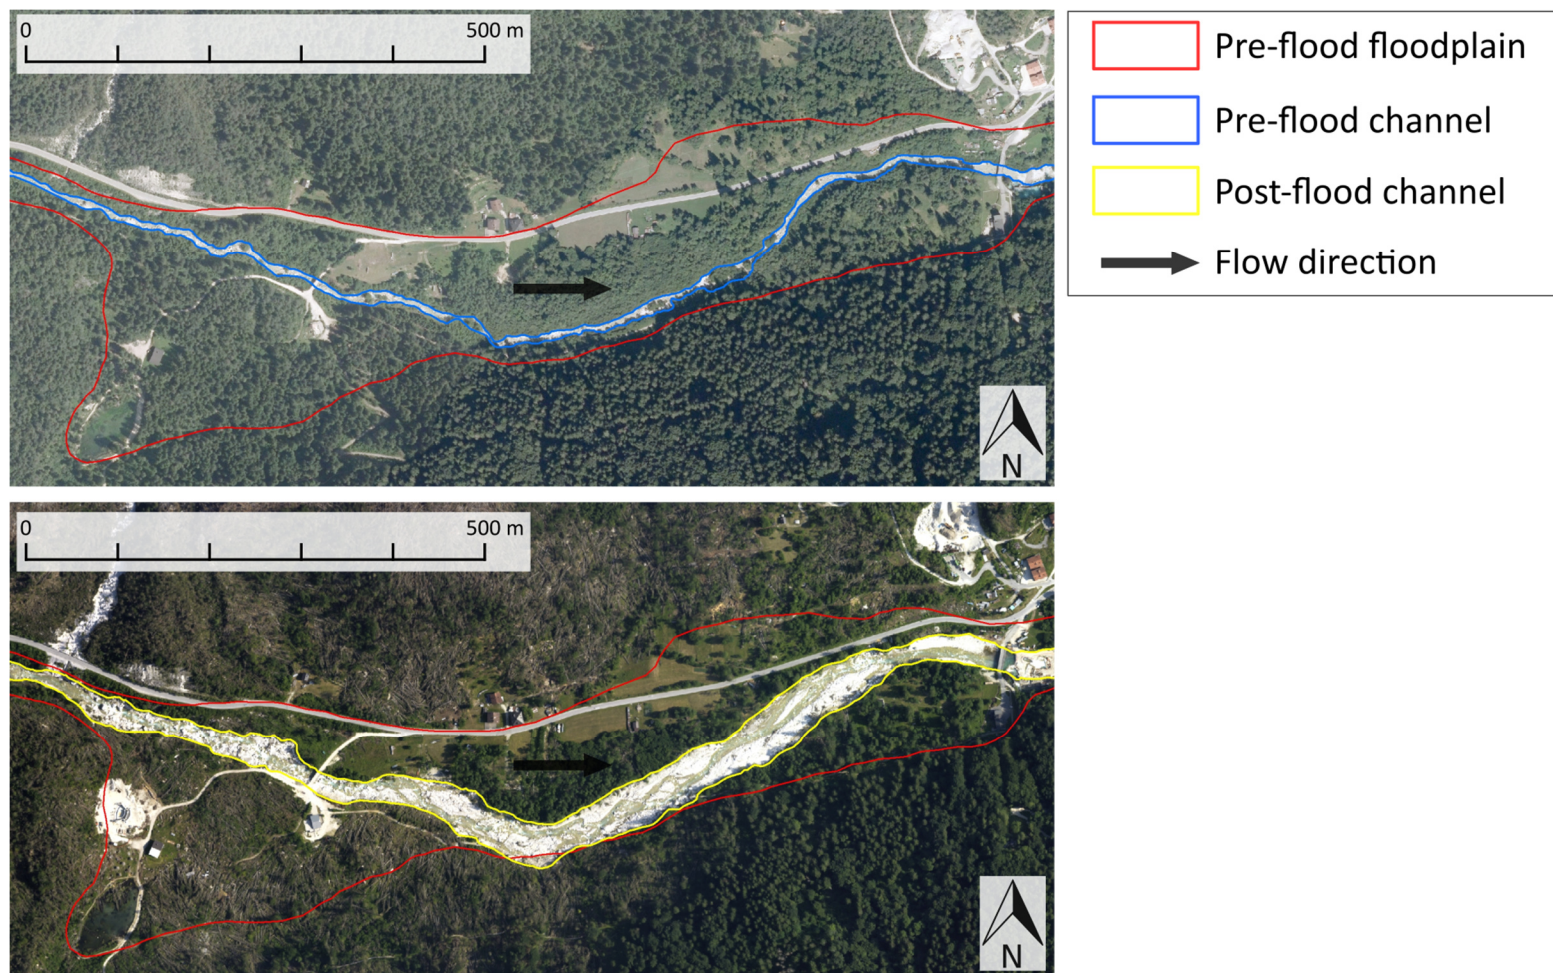 0 500 m
Pre-flood floodplain
Pre-flood channel
Post-flood channel
Flow direction
N
0 500 m
N